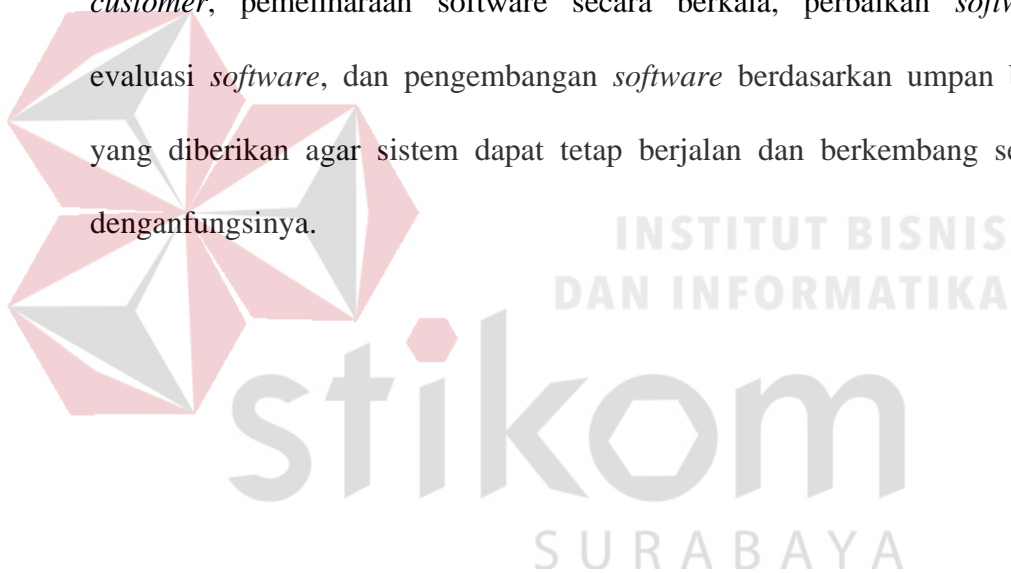 customer, pemeliharaan software secara berkala, perbaikan
evaluasi software, dan pengembangan software berdasarkan umpan
yang diberikan agar sistem dapat tetap berjalan dan berkembang
denganfungsinya.
INSTITUT BISNIS
DAN INFORMATIKA
stikom
SURABAYA